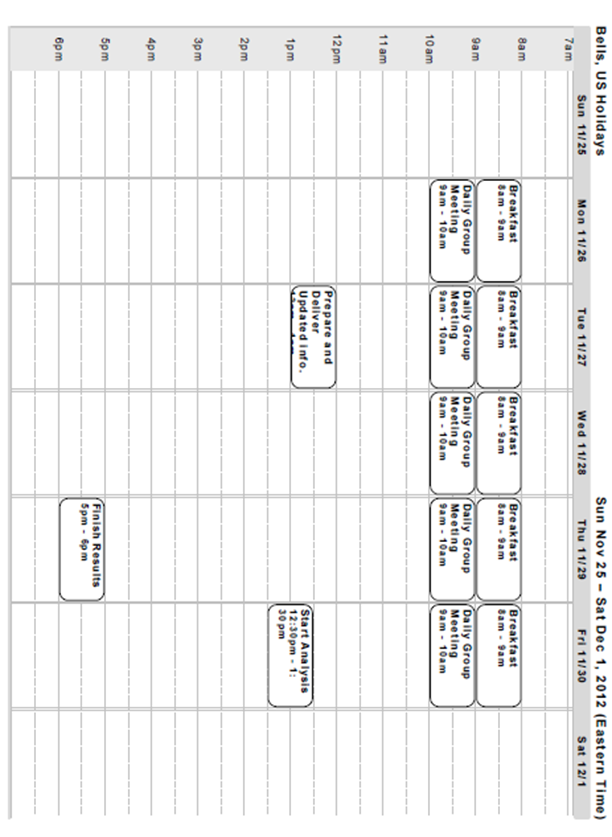 Bells, US Holidays
Sun Nov 25 – Sat Dec 1, 2012 (Eastern Time)
Sun 11/25
Mon 11/26
Tue 11/27
Wed 11/28
Thu 11/29
Fri 11/30
Sat 12/1
7am
8am
Breakfast
8am - 9am
Breakfast
8am - 9am
Breakfast
8am - 9am
Breakfast
8am - 9am
Breakfast
8am - 9am
9am
Daily Group
Meeting
9am - 10am
Daily Group
Meeting
9am - 10am
Daily Group
Meeting
9am - 10am
Daily Group
Meeting
9am - 10am
Daily Group
Meeting
9am - 10am
10am
11am
12pm
Prepare and
Deliver
Updated info.
Start Analysis
12:30pm - 1:
30pm
1pm
2pm
3pm
4pm
5pm
Finish Results
5pm - 6pm
6pm